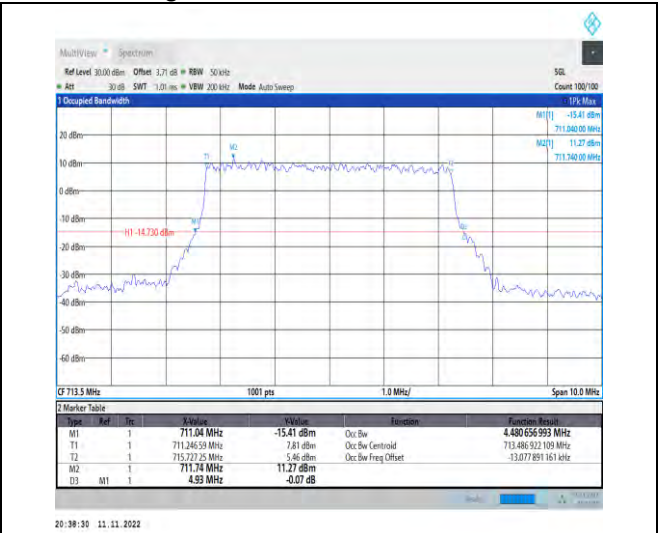 MultiView Spectrum
Ref Level 30.00 dBm Offset 3.71 dB RBW 50 kHz SGL
Att 30 dB SWT 1.01 ms VBW 200 kHz Mode Auto Sweep Count 100/100
1 Occupied Bandwidth 1Pk Max
M1[1] -15.41 dBm
711.040 00 MHz
20 dBm
M2[1] 11.27 dBm
M2
711.740 00 MHz
T1
10 dBm
0 dBm
-10 dBm
M1
H1 -14.730 dBm
-20 dBm
-30 dBm
-40 dBm
-50 dBm
-60 dBm
CF 713.5 MHz 1001 pts 1.0 MHz/ Span 10.0 MHz
2 Marker Table
Type Ref Trc X-Value Y-Value Function Function Result
M1 1 711.04 MHz -15.41 dBm Occ Bw 4.480 656 993 MHz
T1 1 711.246 59 MHz 7.81 dBm Occ Bw Centroid 713.486 922 109 MHz
T2 1 715.727 25 MHz 5.46 dBm Occ Bw Freq Offset -13.077 891 161 kHz
M2 1 711.74 MHz 11.27 dBm
D3 M1 1 4.93 MHz -0.07 dB
20:38:30 11.11.2022